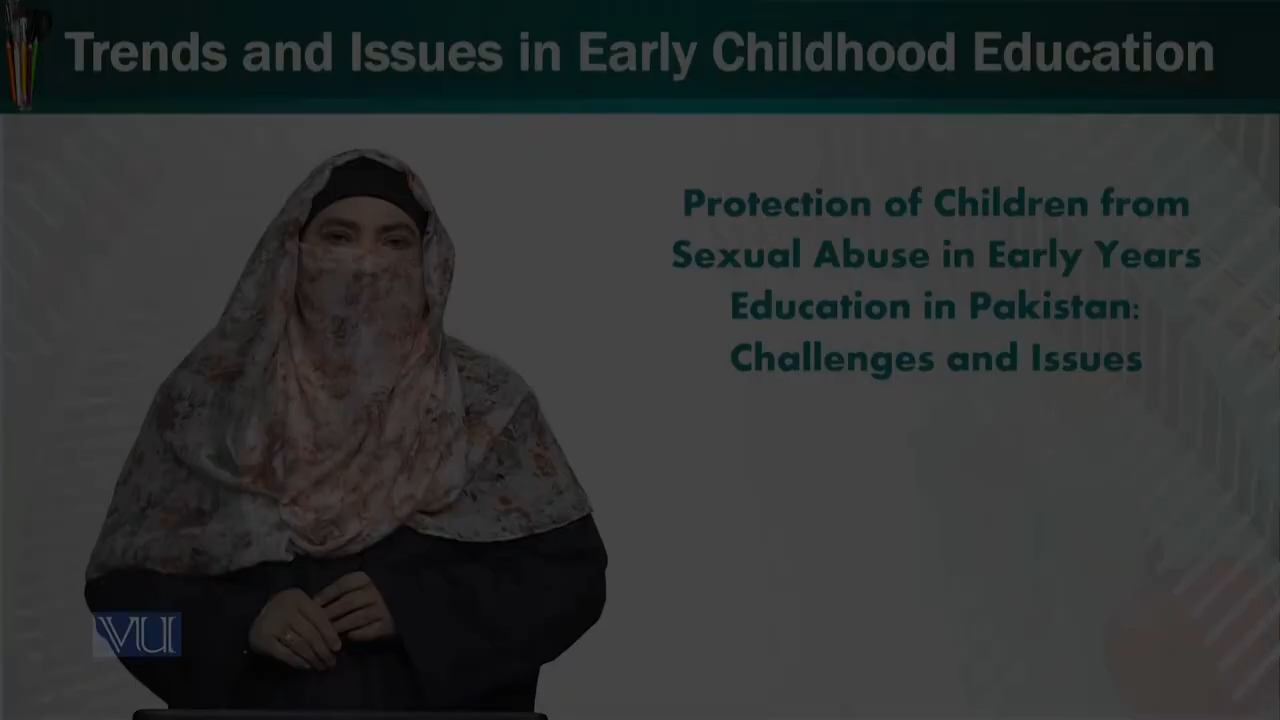 Trends and Issues in Early Childhood Education
Protection of Children from
Sexual Abuse in Early Years
Education in Pakistan:
Challenges and Issues
VU